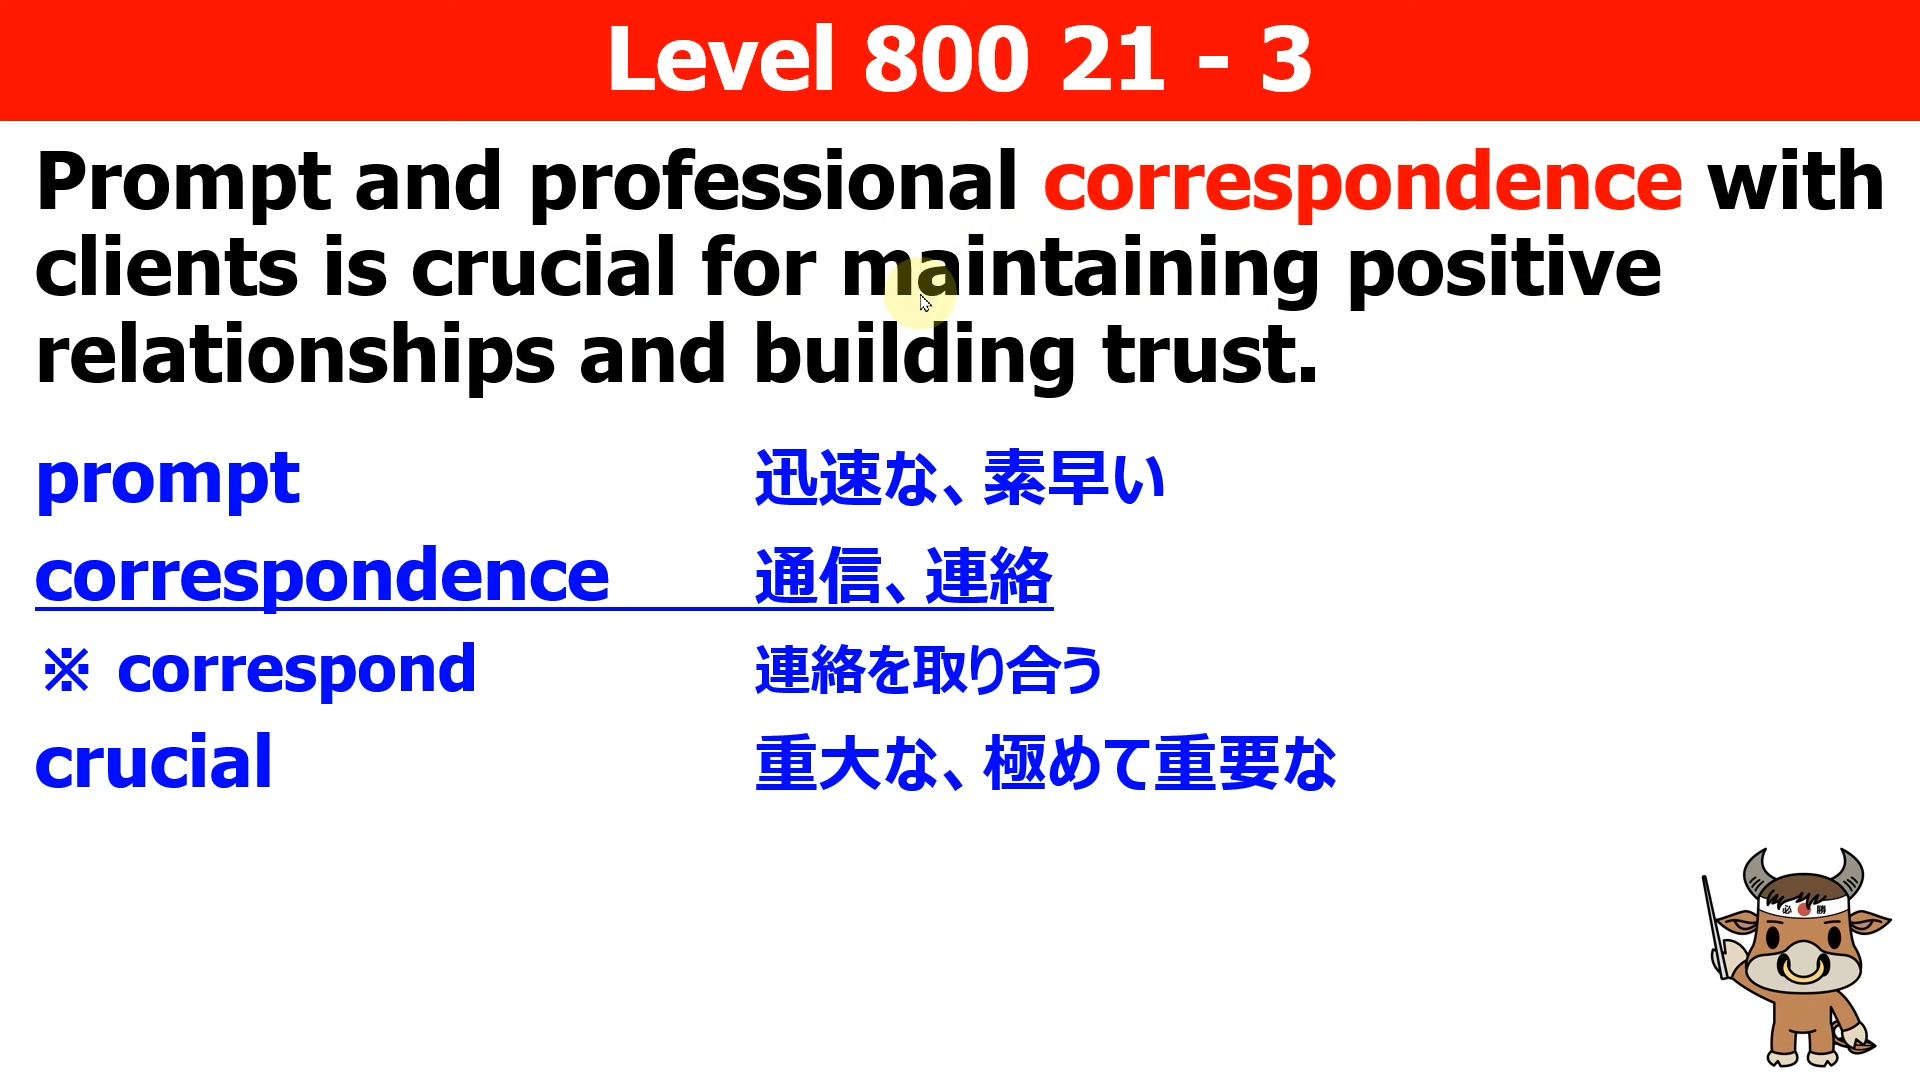 Level 800 21 - 3
Prompt and professional correspondence with
clients is crucial for maintaining positive
relationships and building trust.
prompt 迅速な、素早い
correspondence 通信、連絡
※ correspond 連絡を取り合う
crucial 重大な、極めて重要な
必 勝